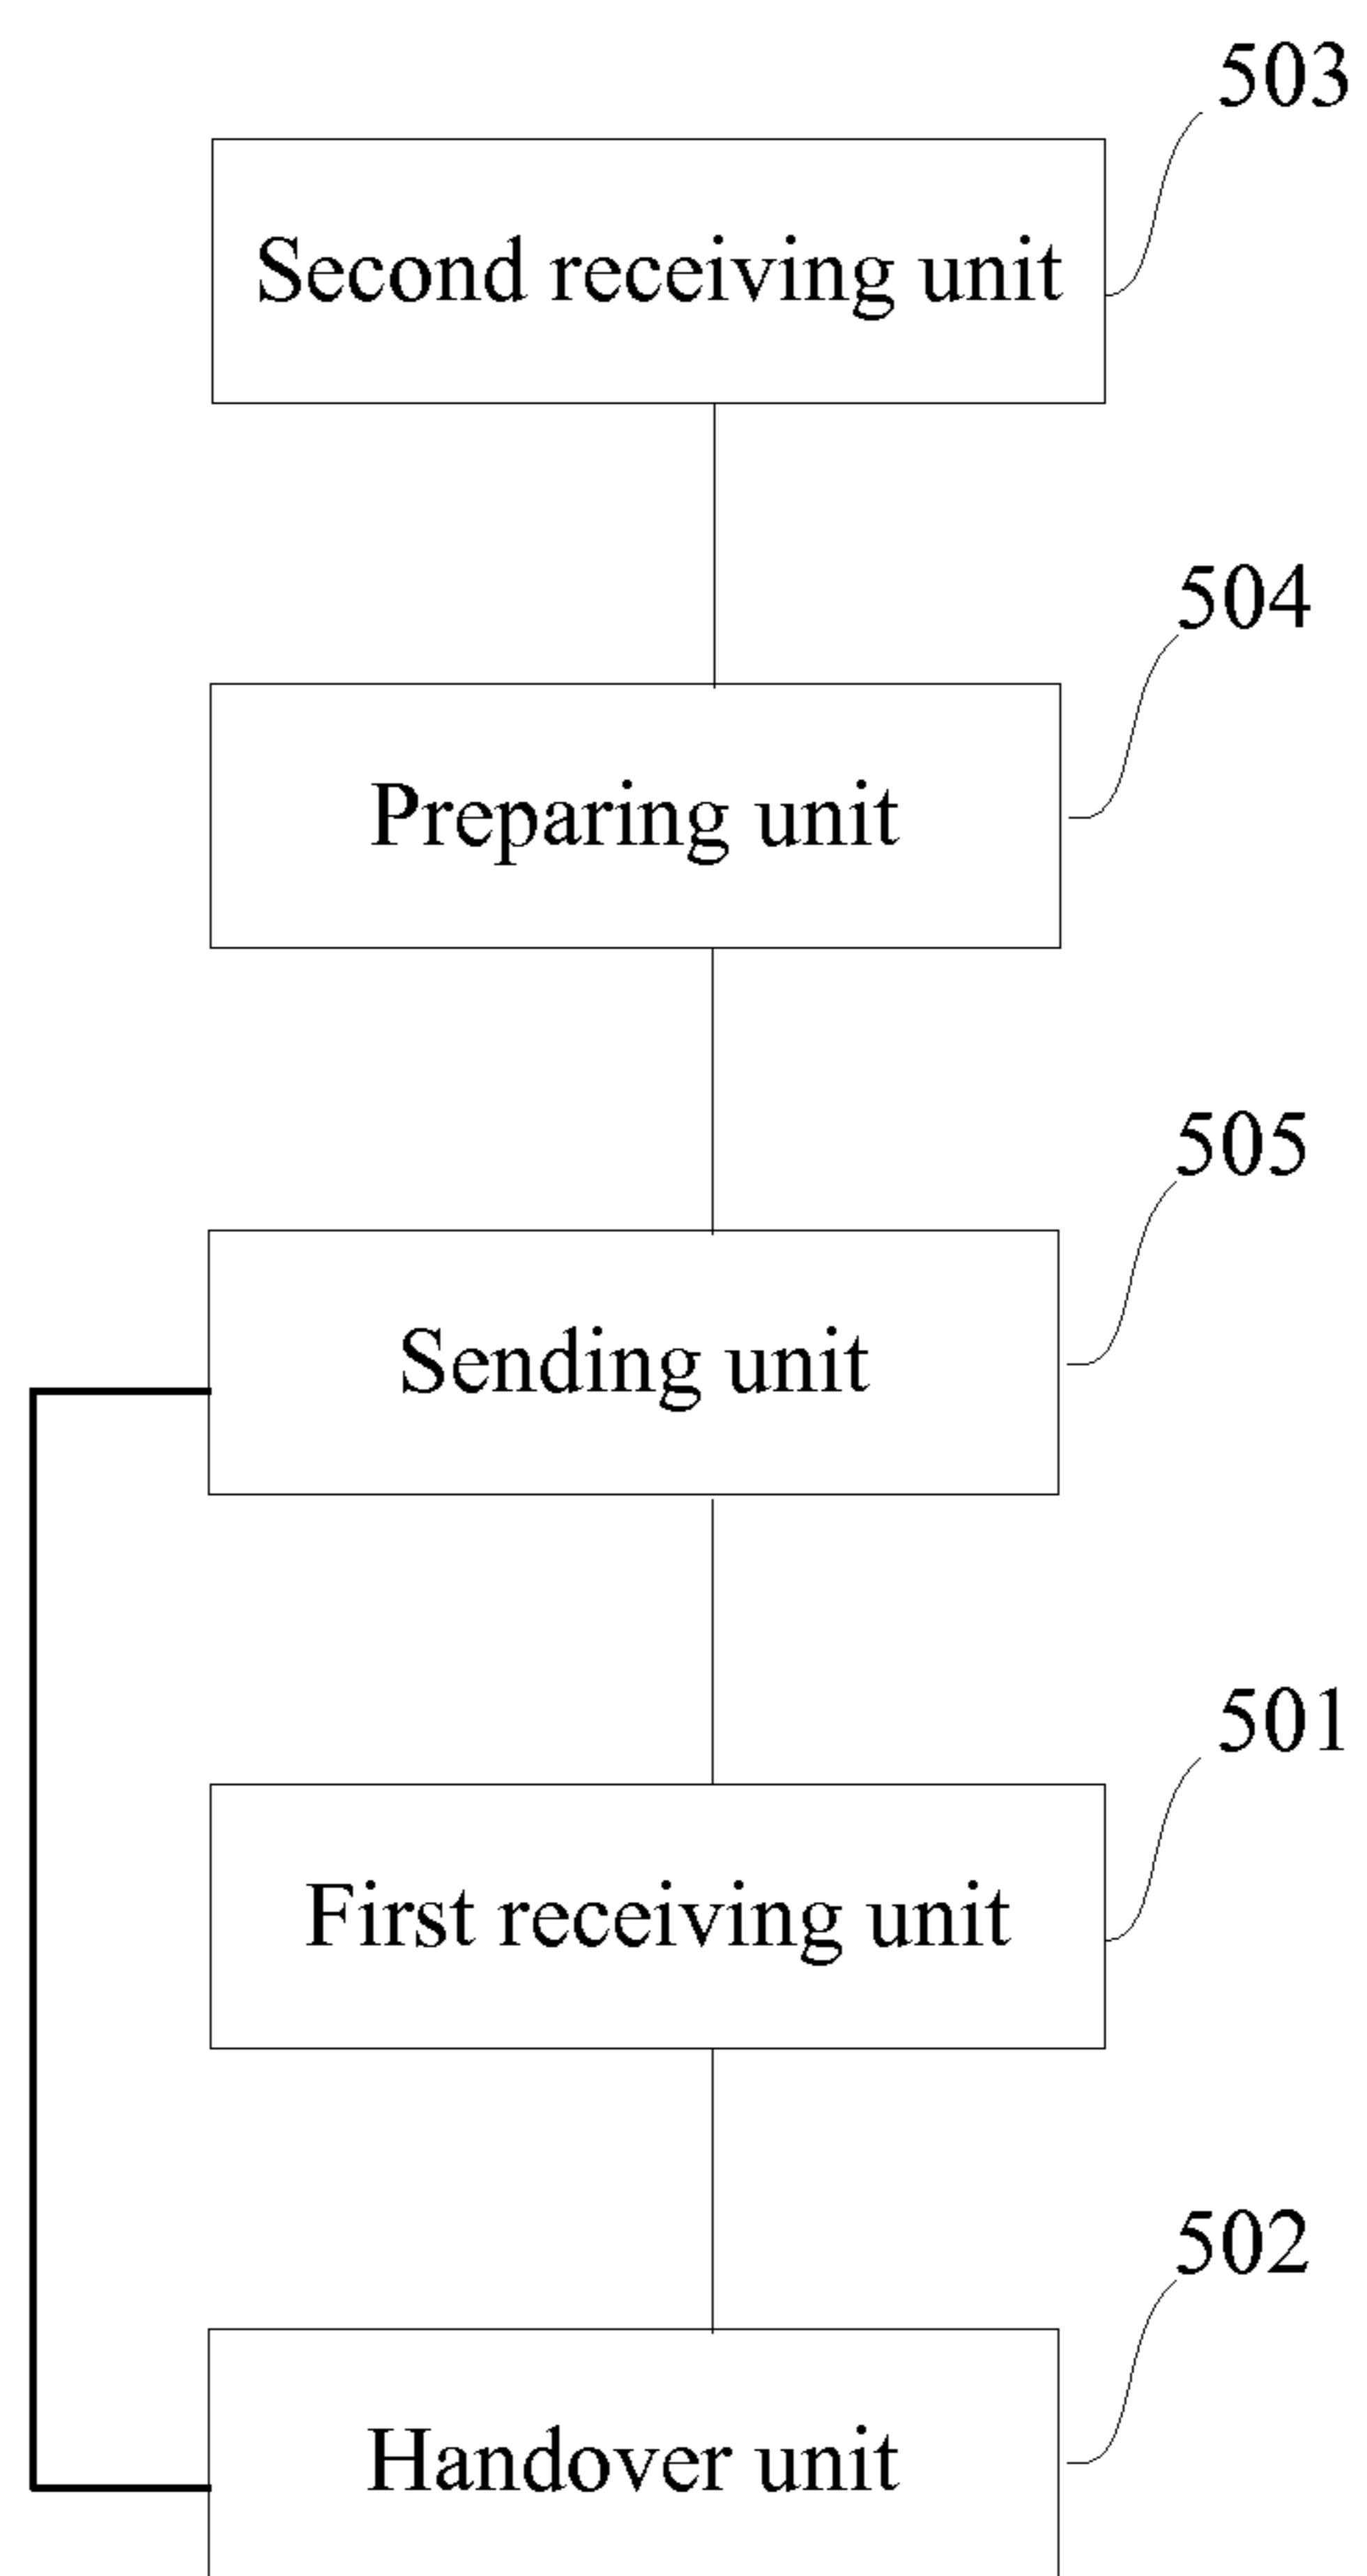 503
Second receiving unit
504
Preparing unit
505
Sending unit
501
First receiving unit
502
Handover unit